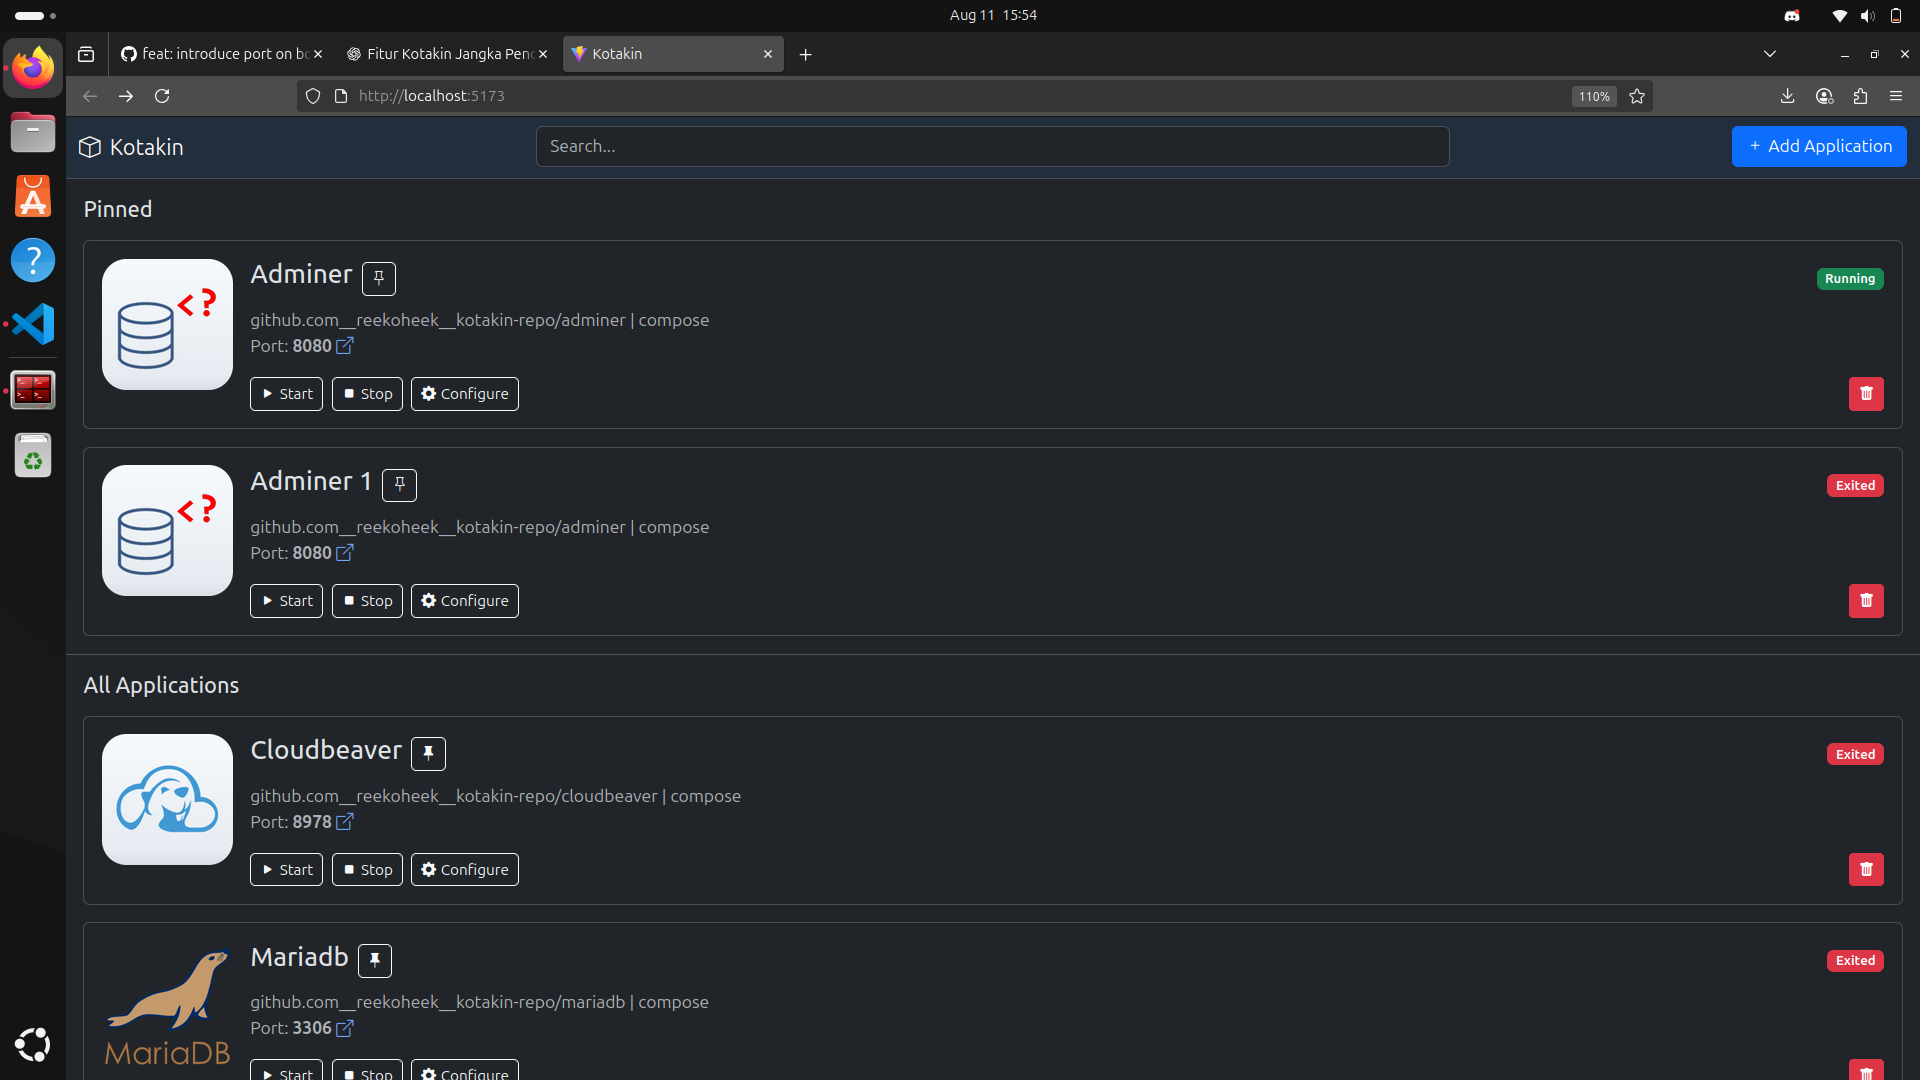 Aug 11 15:54
feat: introduce port on bo
Fitur Kotakin Jangka Pend
Kotakin
http://localhost:5173
110%
Kotakin
Search...
+ Add Application
Pinned
<?
Adminer
Running
github.com__reekoheek__kotakin-repo/adminer | compose
Port: 8080
Start
Stop
Configure
<?
Adminer 1
Exited
github.com__reekoheek__kotakin-repo/adminer | compose
Port: 8080
Start
Stop
Configure
All Applications
Cloudbeaver
Exited
github.com__reekoheek__kotakin-repo/cloudbeaver | compose
Port: 8978
Start
Stop
Configure
Mariadb
Exited
github.com__reekoheek__kotakin-repo/mariadb | compose
Port: 3306
MariaDB
Start
Stop
Configure